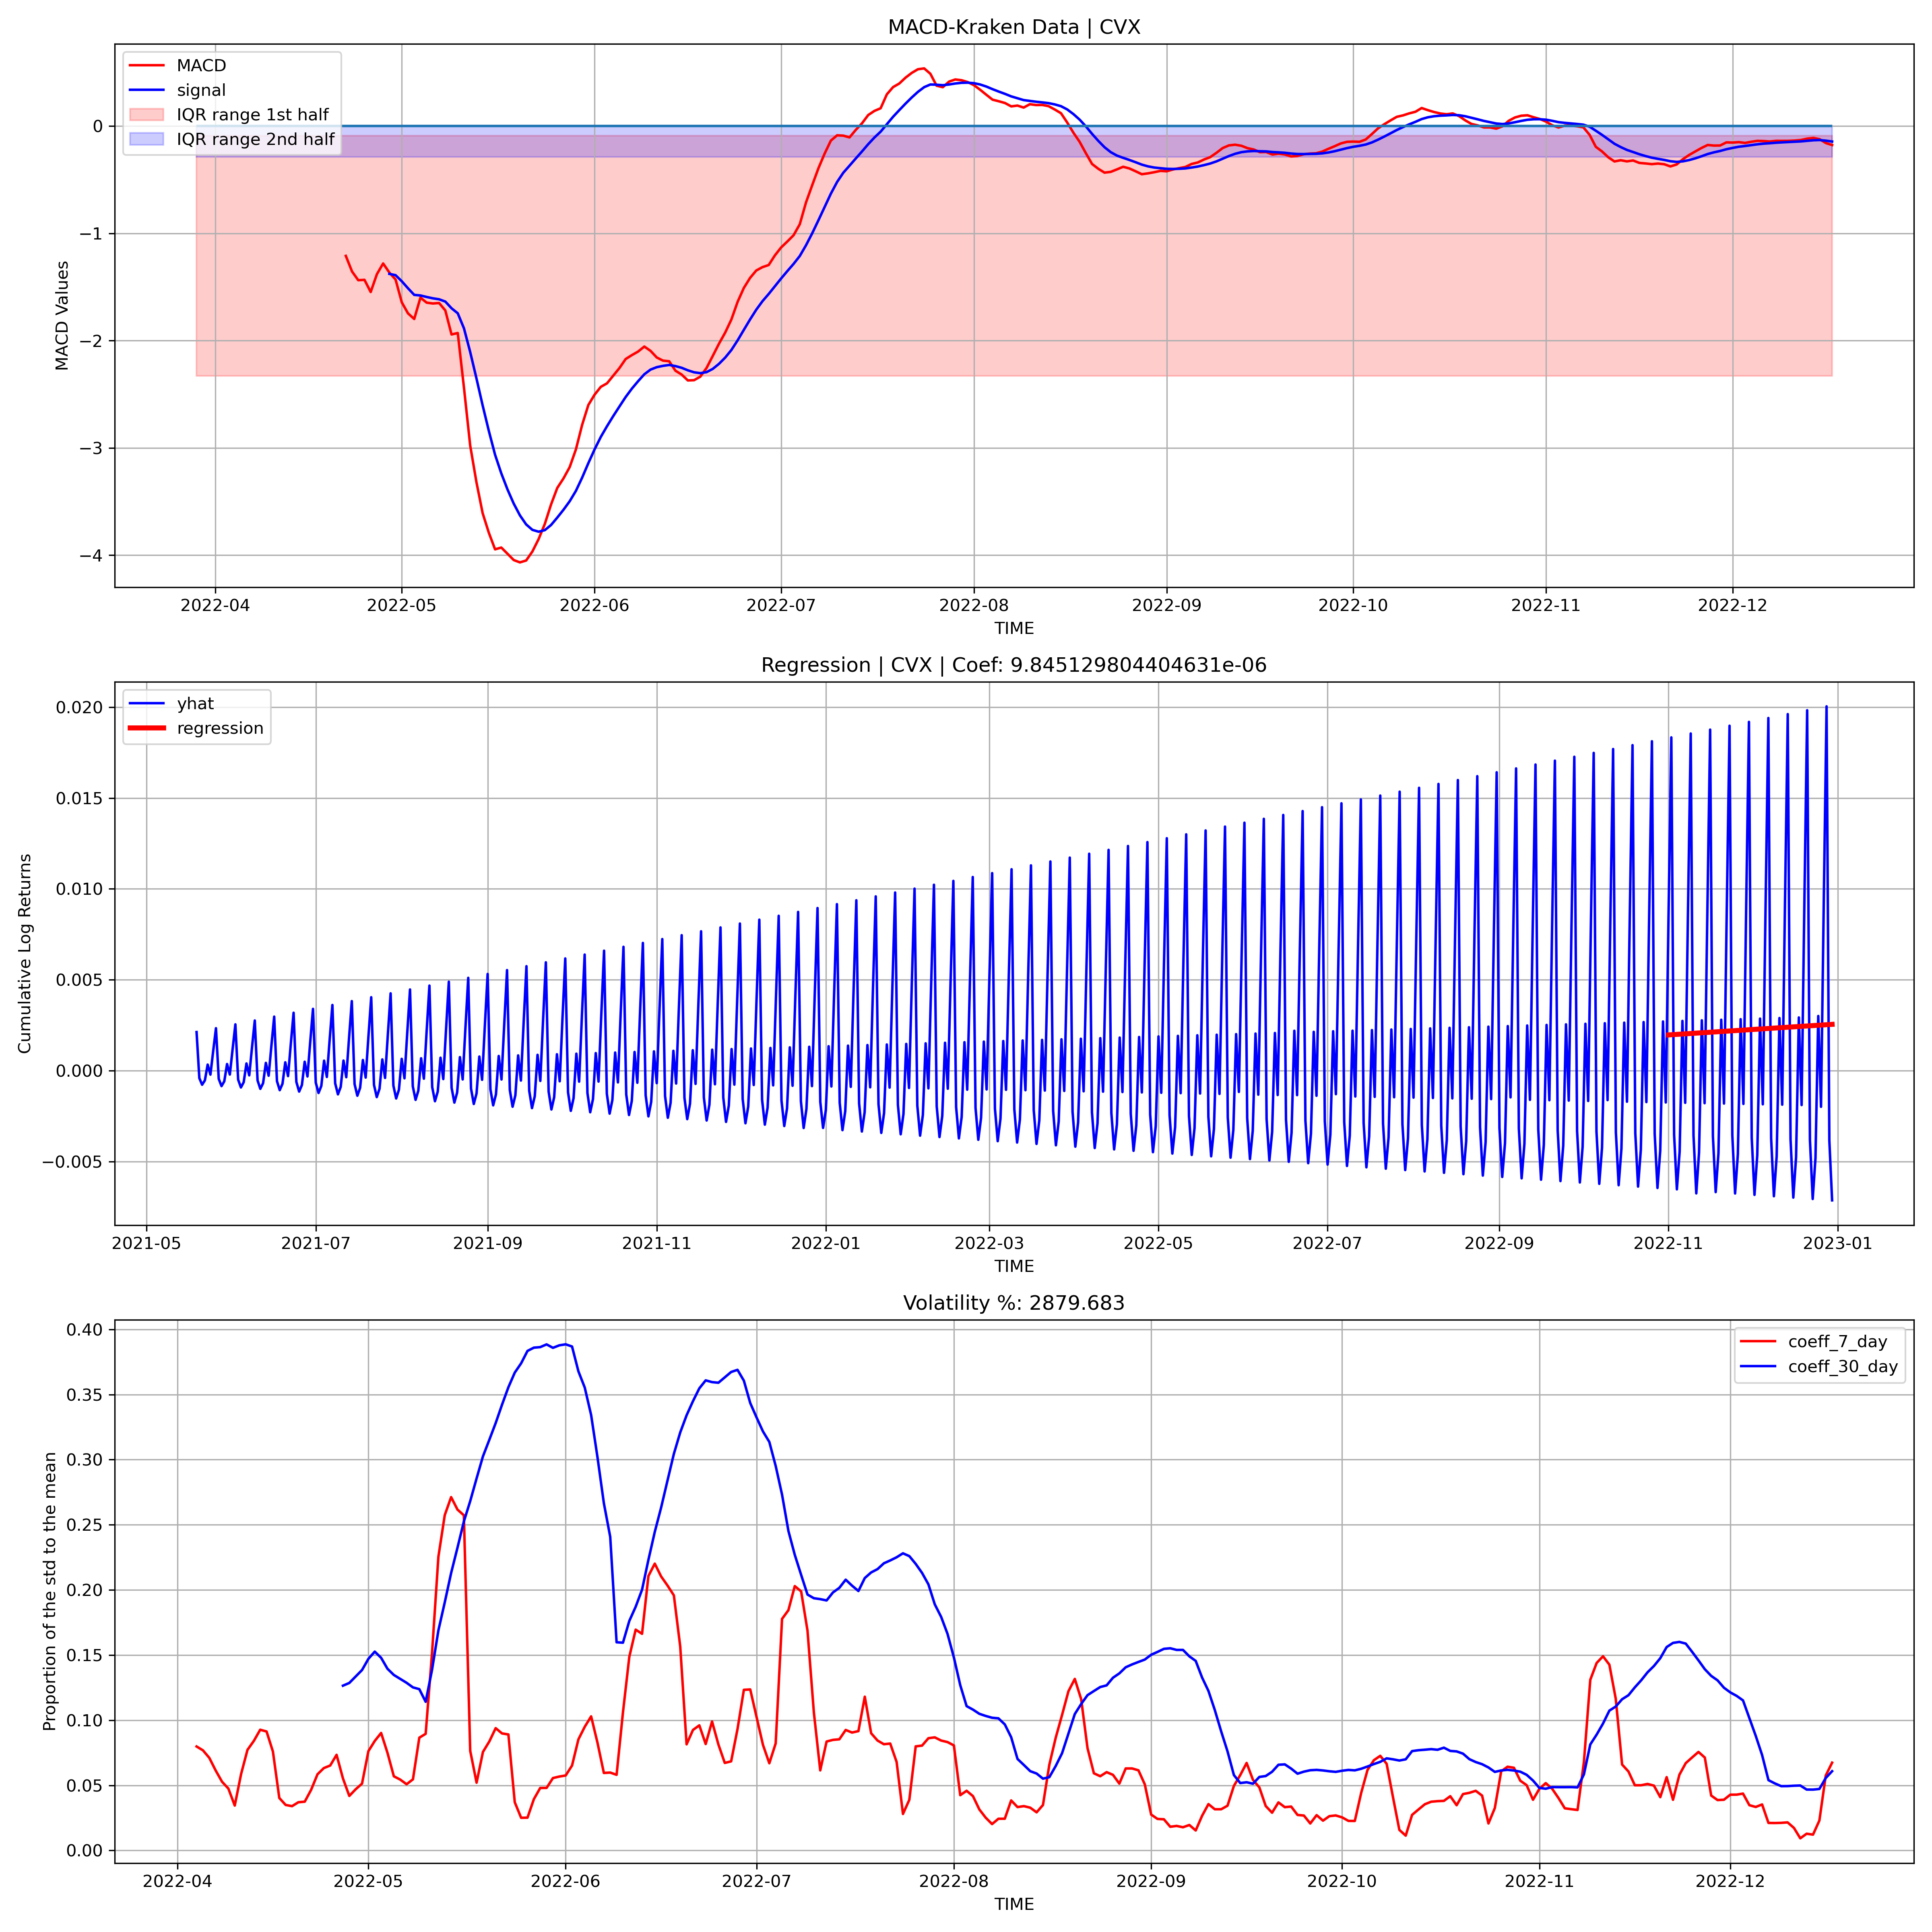 MACD-Kraken Data | CVX
MACD
signal
IQR range 1st half
IQR range 2nd half
MACD Values
0
−1
−2
−3
−4
2022-04 2022-05 2022-06 2022-07 2022-08 2022-09 2022-10 2022-11 2022-12
TIME
Regression | CVX | Coef: 9.845129804404631e-06
yhat
regression
Cumulative Log Returns
0.020
0.015
0.010
0.005
0.000
−0.005
2021-05 2021-07 2021-09 2021-11 2022-01 2022-03 2022-05 2022-07 2022-09 2022-11 2023-01
TIME
Volatility %: 2879.683
coeff_7_day
coeff_30_day
Proportion of the std to the mean
0.40
0.35
0.30
0.25
0.20
0.15
0.10
0.05
0.00
2022-04 2022-05 2022-06 2022-07 2022-08 2022-09 2022-10 2022-11 2022-12
TIME